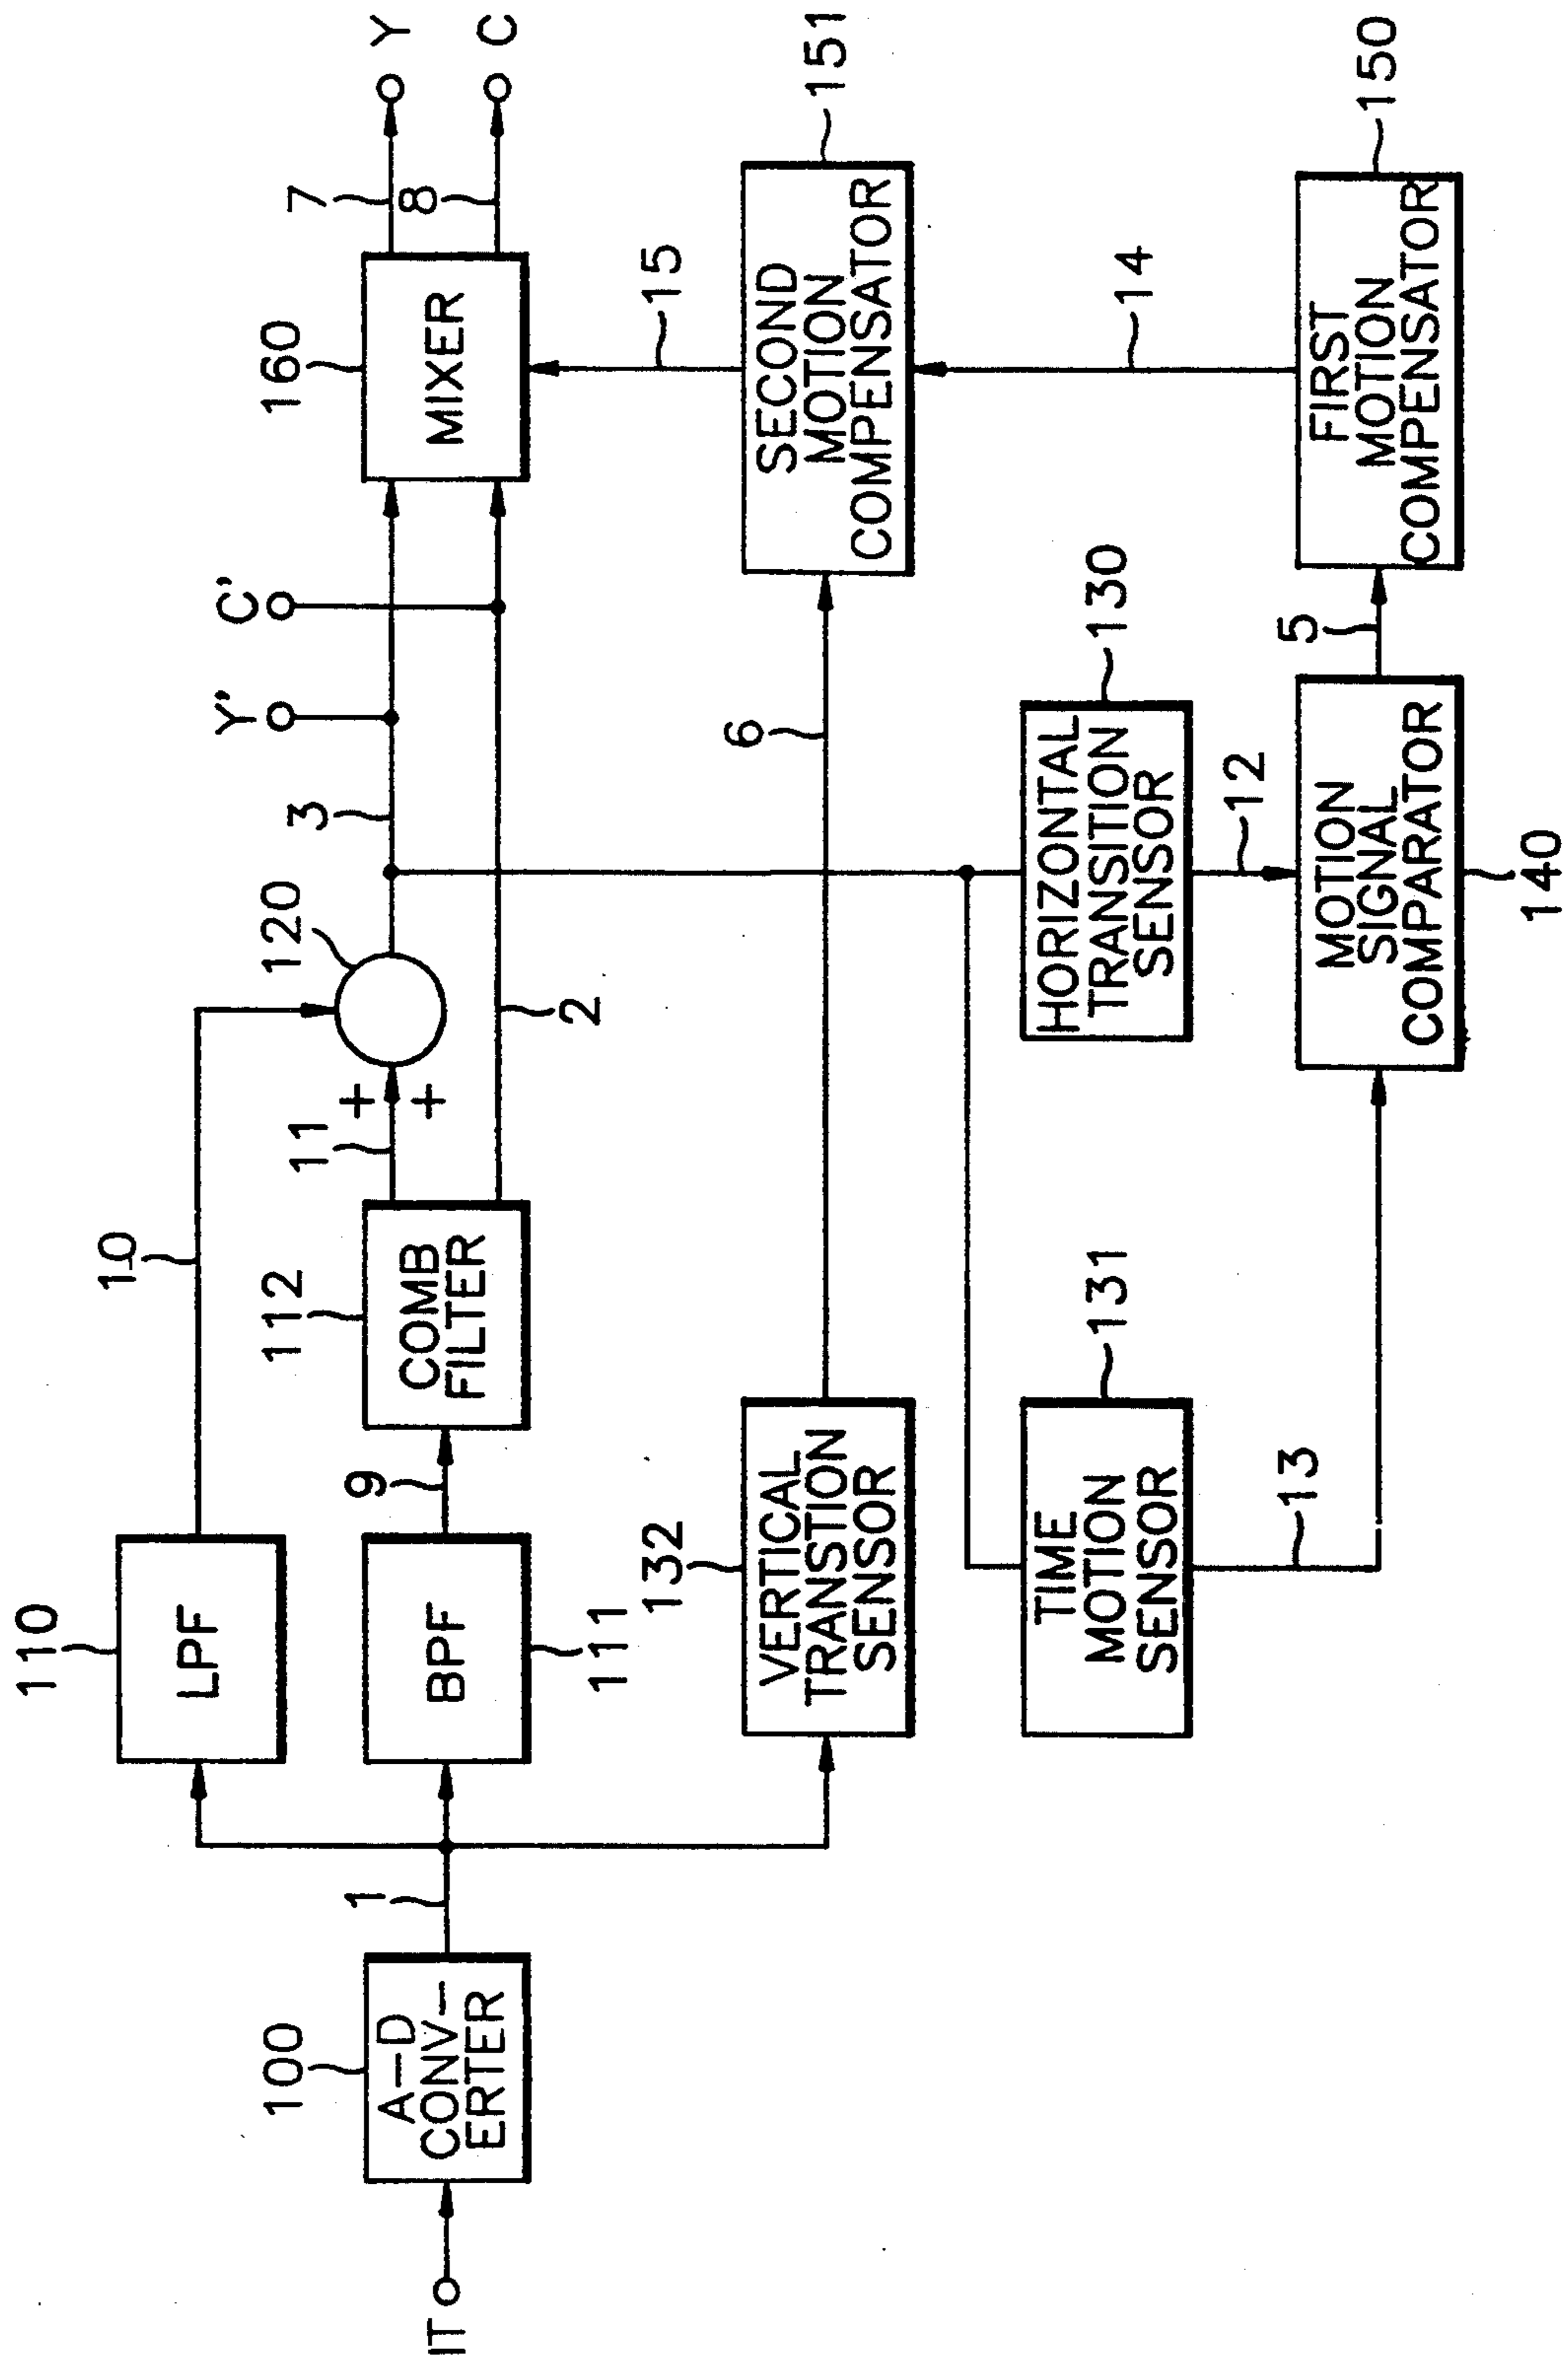 IT
100
A-D
CONV-
ERTER
1
110
LPF
10
BPF
111
9
112
COMB
FILTER
11
+
+
120
2
3
Y'
C'
160
MIXER
7
Y
8
C
132
VERTICAL
TRANSTION
SENSOR
6
SECOND
MOTION
COMPENSATOR
151
15
TIME
MOTION
SENSOR
131
13
HORIZONTAL
TRANSITION
SENSOR
130
12
MOTION
SIGNAL
COMPARATOR
140
5
FIRST
MOTION
COMPENSATOR
150
14